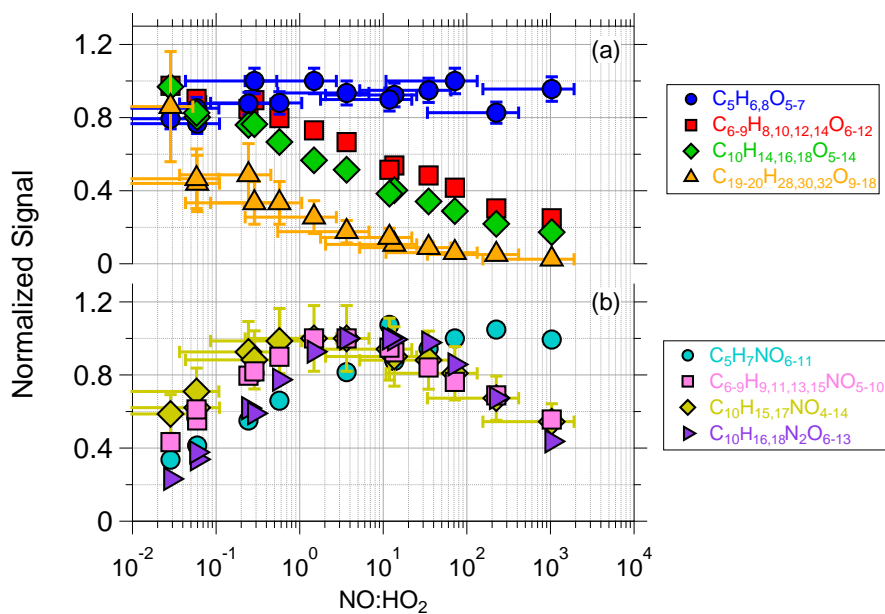 1.2
(a)
0.8
0.4
0
C₅H₆,₈O₅₋₇
C₆₋₉H₈,₁₀,₁₂,₁₄O₆₋₁₂
C₁₀H₁₄,₁₆,₁₈O₅₋₁₄
C₁₉₋₂₀H₂₈,₃₀,₃₂O₉₋₁₈
Normalized Signal
1.2
(b)
0.8
0.4
0
C₅H₇NO₆₋₁₁
C₆₋₉H₉,₁₁,₁₃,₁₅NO₅₋₁₀
C₁₀H₁₅,₁₇NO₄₋₁₄
C₁₀H₁₆,₁₈N₂O₆₋₁₃
10⁻² 10⁻¹ 10⁰ 10¹ 10² 10³ 10⁴
NO:HO₂